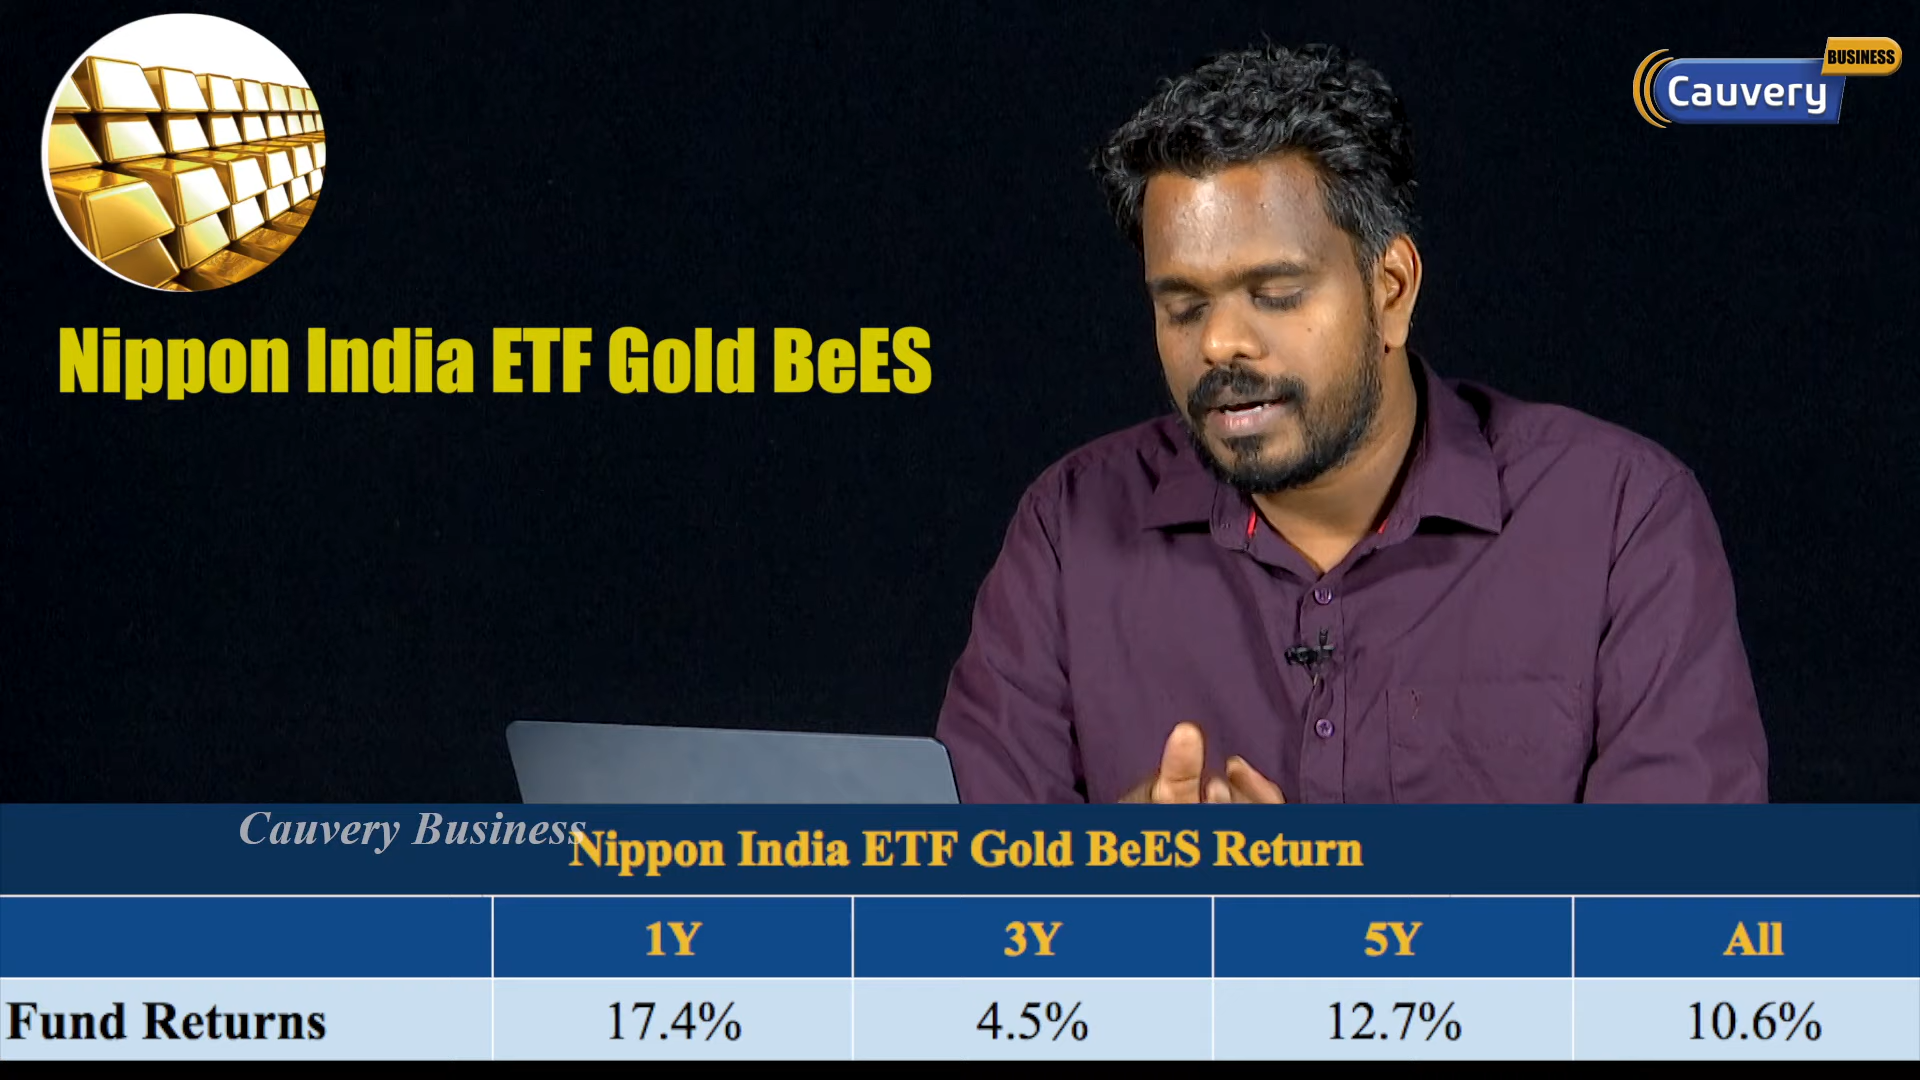 BUSINESS
Cauvery
Nippon India ETF Gold BeES
Cauvery Business
Nippon India ETF Gold BeES Return
1Y 3Y 5Y All
Fund Returns 17.4% 4.5% 12.7% 10.6%